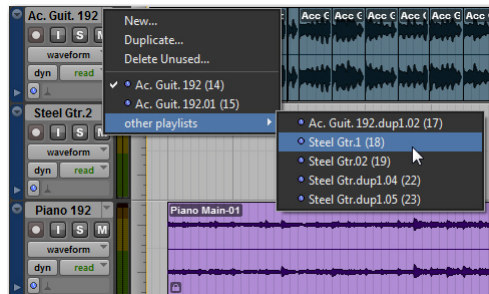 Ac. Guit. 192
I S M
waveform
dyn read
New...
Duplicate...
Delete Unused...
Ac. Guit. 192 (14)
Ac. Guit. 192.01 (15)
other playlists
Ac. Guit. 192.dup1.02 (17)
Steel Gtr.1 (18)
Steel Gtr.02 (19)
Steel Gtr.dup1.04 (22)
Steel Gtr.dup1.05 (23)
Acc G Acc G Acc G Acc Acc Acc
Steel Gtr.2
I S M
waveform
dyn read
Piano 192
I S M
waveform
dyn read
Piano Main-01